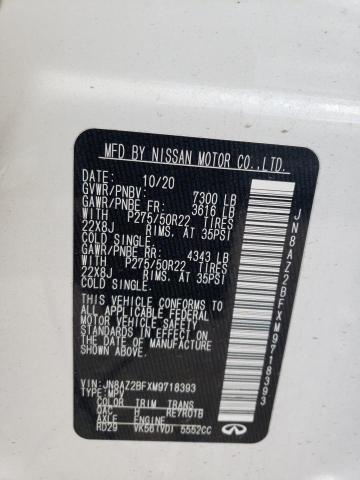 MFD BY NISSAN MOTOR CO.,LTD.
DATE: 10/20
GVWR/PNBV: 7300 LB
GAWR/PNBE FR: 3616 LB
WITH P275/50R22 TIRES
22X8J RIMS, AT 35PSI
COLD SINGLE.
GAWR/PNBE RR: 4343 LB
WITH P275/50R22 TIRES
22X8J RIMS, AT 35PSI
COLD SINGLE.
THIS VEHICLE CONFORMS TO ALL
APPLICABLE U.S. FEDERAL MOTOR
VEHICLE SAFETY STANDARDS
IN EFFECT ON THE DATE OF
MANUFACTURE SHOWN ABOVE.
VIN:JN8AZ2BFXM9718393
TYPE:MPV
COLOR TRIM TRANS
QAC H RE7R01B
AXLE ENGINE
RD29 VK56(VD) 5552CC
INFINITI
JN8AZ2BFXM9718393